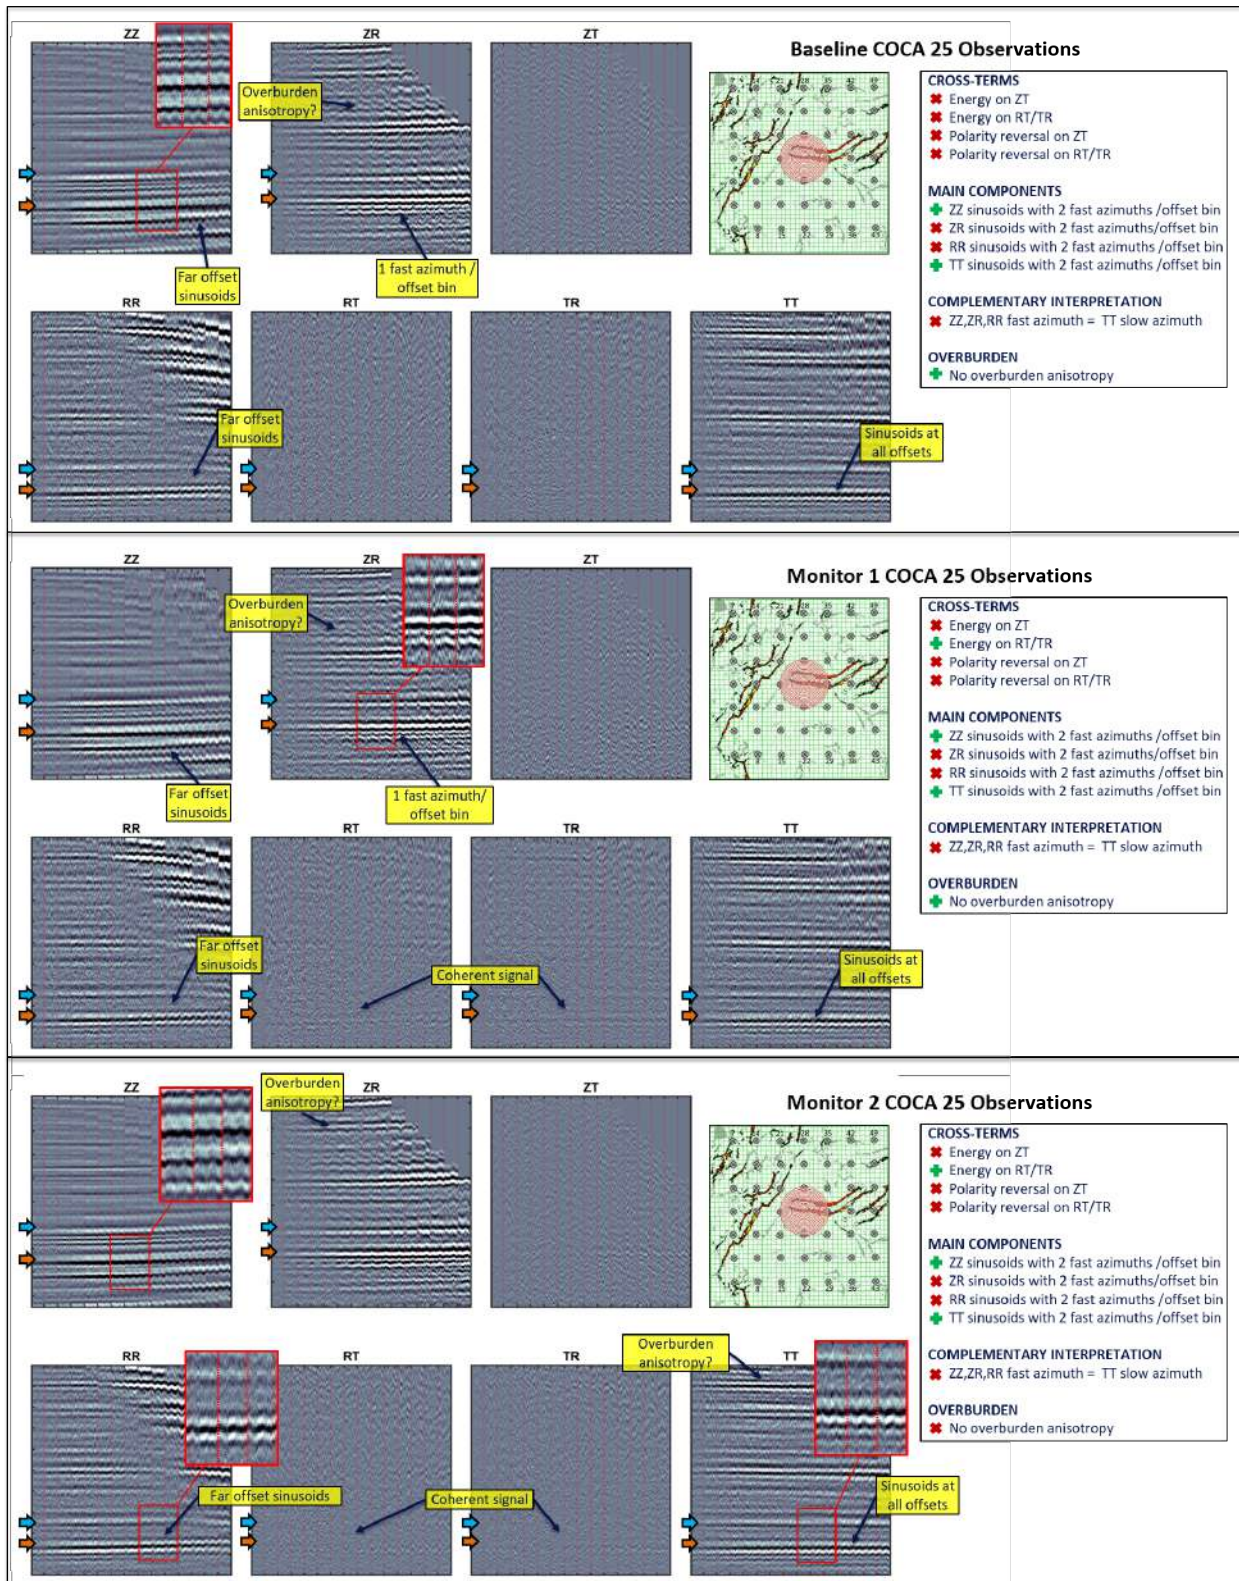 ZZ
ZR
ZT
Baseline COCA 25 Observations
Overburden
anisotropy?
Far offset
sinusoids
1 fast azimuth /
offset bin
CROSS-TERMS
Energy on ZT
Energy on RT/TR
Polarity reversal on ZT
Polarity reversal on RT/TR
MAIN COMPONENTS
ZZ sinusoids with 2 fast azimuths /offset bin
ZR sinusoids with 2 fast azimuths/offset bin
RR sinusoids with 2 fast azimuths /offset bin
TT sinusoids with 2 fast azimuths /offset bin
COMPLEMENTARY INTERPRETATION
ZZ,ZR,RR fast azimuth = TT slow azimuth
OVERBURDEN
No overburden anisotropy
RR
RT
TR
TT
Far offset
sinusoids
Sinusoids at
all offsets
ZZ
ZR
ZT
Monitor 1 COCA 25 Observations
Overburden
anisotropy?
Far offset
sinusoids
1 fast azimuth/
offset bin
CROSS-TERMS
Energy on ZT
Energy on RT/TR
Polarity reversal on ZT
Polarity reversal on RT/TR
MAIN COMPONENTS
ZZ sinusoids with 2 fast azimuths /offset bin
ZR sinusoids with 2 fast azimuths/offset bin
RR sinusoids with 2 fast azimuths /offset bin
TT sinusoids with 2 fast azimuths /offset bin
COMPLEMENTARY INTERPRETATION
ZZ,ZR,RR fast azimuth = TT slow azimuth
OVERBURDEN
No overburden anisotropy
RR
RT
TR
TT
Far offset
sinusoids
Coherent signal
Sinusoids at
all offsets
ZZ
ZR
ZT
Monitor 2 COCA 25 Observations
Overburden
anisotropy?
CROSS-TERMS
Energy on ZT
Energy on RT/TR
Polarity reversal on ZT
Polarity reversal on RT/TR
MAIN COMPONENTS
ZZ sinusoids with 2 fast azimuths /offset bin
ZR sinusoids with 2 fast azimuths/offset bin
RR sinusoids with 2 fast azimuths /offset bin
TT sinusoids with 2 fast azimuths /offset bin
COMPLEMENTARY INTERPRETATION
ZZ,ZR,RR fast azimuth = TT slow azimuth
OVERBURDEN
No overburden anisotropy
RR
RT
TR
TT
Overburden
anisotropy?
Far offset sinusoids
Coherent signal
Sinusoids at
all offsets